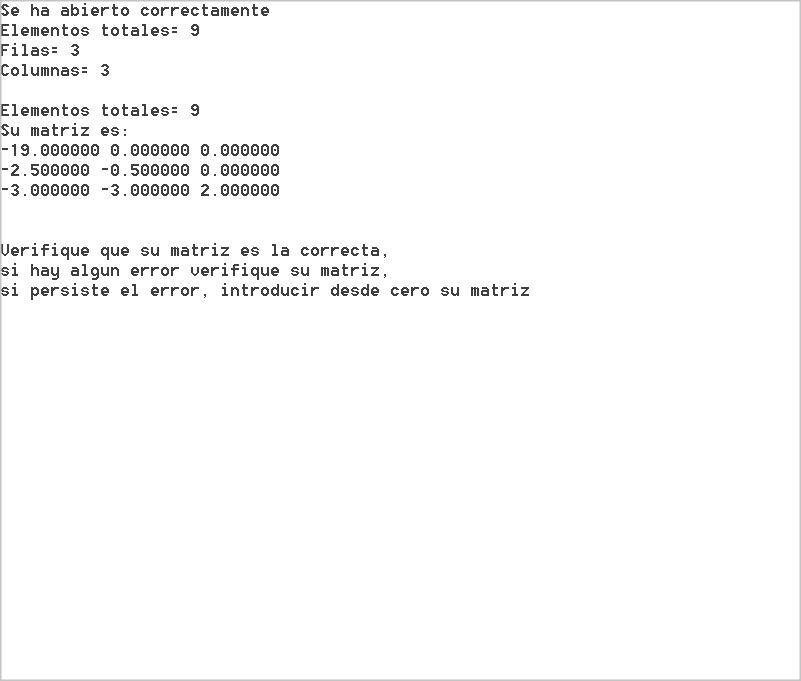 Se ha abierto correctamente
Elementos totales= 9
Filas= 3
Columnas= 3
Elementos totales= 9
Su matriz es:
-19.000000 0.000000 0.000000
-2.500000 -0.500000 0.000000
-3.000000 -3.000000 2.000000
Verifique que su matriz es la correcta,
si hay algun error verifique su matriz,
si persiste el error, introducir desde cero su matriz